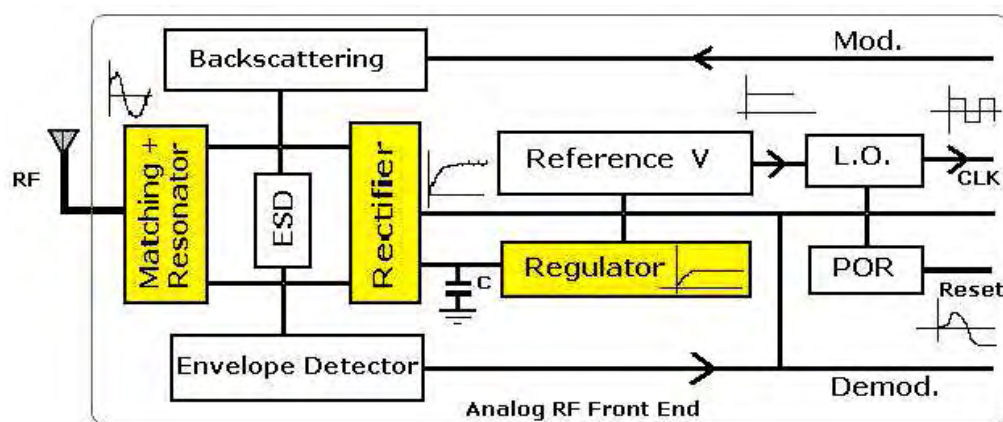 Backscattering
Mod.
RF
Matching +
Resonator
ESD
Rectifier
Reference V
L.O.
CLK
Regulator
C
POR
Reset
Envelope Detector
Demod.
Analog RF Front End